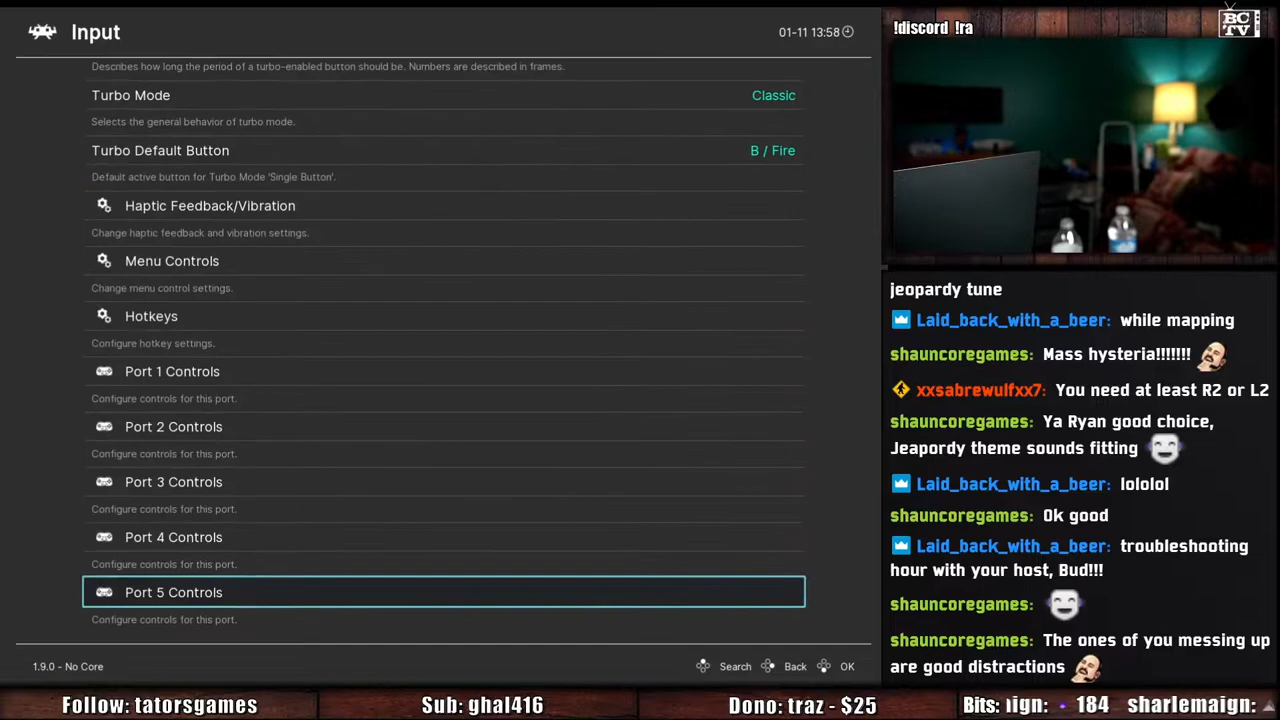 Input
01-11 13:58
Describes how long the period of a turbo-enabled button should be. Numbers are described in frames.
Turbo Mode
Classic
Selects the general behavior of turbo mode.
Turbo Default Button
B / Fire
Default active button for Turbo Mode 'Single Button'.
Haptic Feedback/Vibration
Change haptic feedback and vibration settings.
Menu Controls
Change menu control settings.
Hotkeys
Configure hotkey settings.
Port 1 Controls
Configure controls for this port.
Port 2 Controls
Configure controls for this port.
Port 3 Controls
Configure controls for this port.
Port 4 Controls
Configure controls for this port.
Port 5 Controls
Configure controls for this port.
1.9.0 - No Core
Search
Back
OK
!discord !ra
BC
TV
jeopardy tune
Laid_back_with_a_beer: while mapping
shauncoregames: Mass hysteria!!!!!!!
xxsabrewulfxx7: You need at least R2 or L2
shauncoregames: Ya Ryan good choice,
Jeapordy theme sounds fitting
Laid_back_with_a_beer: lololol
shauncoregames: Ok good
Laid_back_with_a_beer: troubleshooting
hour with your host, Bud!!!
shauncoregames:
shauncoregames: The ones of you messing up
are good distractions
Follow: tatorsgames
Sub: ghal416
Dono: traz - $25
Bits: iign: 184 sharlemaign: